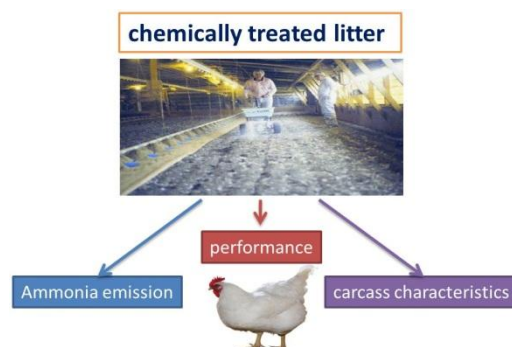 chemically treated litter
performance
Ammonia emission
carcass characteristics